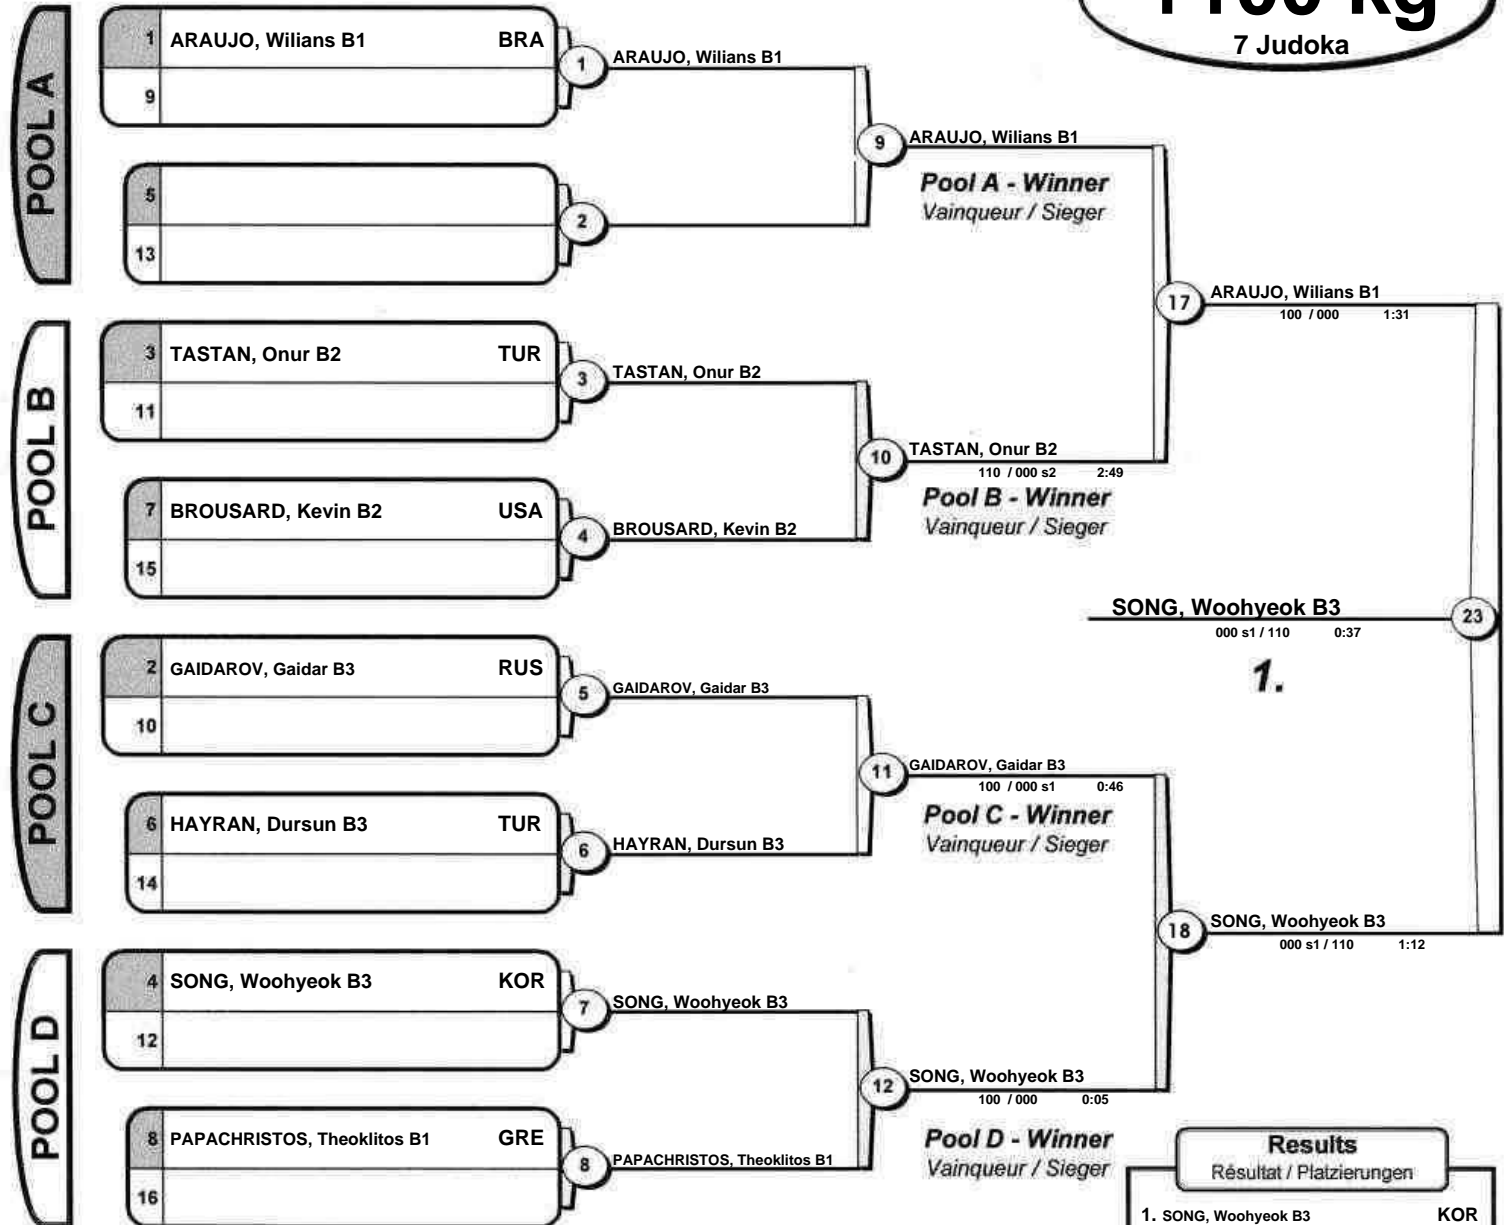 7 Judoka
POOL A
1 ARAUJO, Wilians B1 BRA
9
1
ARAUJO, Wilians B1
5
13
2
9
ARAUJO, Wilians B1
Pool A - Winner
Vainqueur / Sieger
17
ARAUJO, Wilians B1
100 / 000 1:31
POOL B
3 TASTAN, Onur B2 TUR
11
3
TASTAN, Onur B2
7 BROUSARD, Kevin B2 USA
15
4
BROUSARD, Kevin B2
10
TASTAN, Onur B2
110 / 000 s2 2:49
Pool B - Winner
Vainqueur / Sieger
SONG, Woohyeok B3
000 s1 / 110 0:37
1.
23
POOL C
2 GAIDAROV, Gaidar B3 RUS
10
5
GAIDAROV, Gaidar B3
6 HAYRAN, Dursun B3 TUR
14
6
HAYRAN, Dursun B3
11
GAIDAROV, Gaidar B3
100 / 000 s1 0:46
Pool C - Winner
Vainqueur / Sieger
18
SONG, Woohyeok B3
000 s1 / 110 1:12
POOL D
4 SONG, Woohyeok B3 KOR
12
7
SONG, Woohyeok B3
8 PAPACHRISTOS, Theoklitos B1 GRE
16
8
PAPACHRISTOS, Theoklitos B1
12
SONG, Woohyeok B3
100 / 000 0:05
Pool D - Winner
Vainqueur / Sieger
Results
Résultat / Platzierungen
1. SONG, Woohyeok B3 KOR